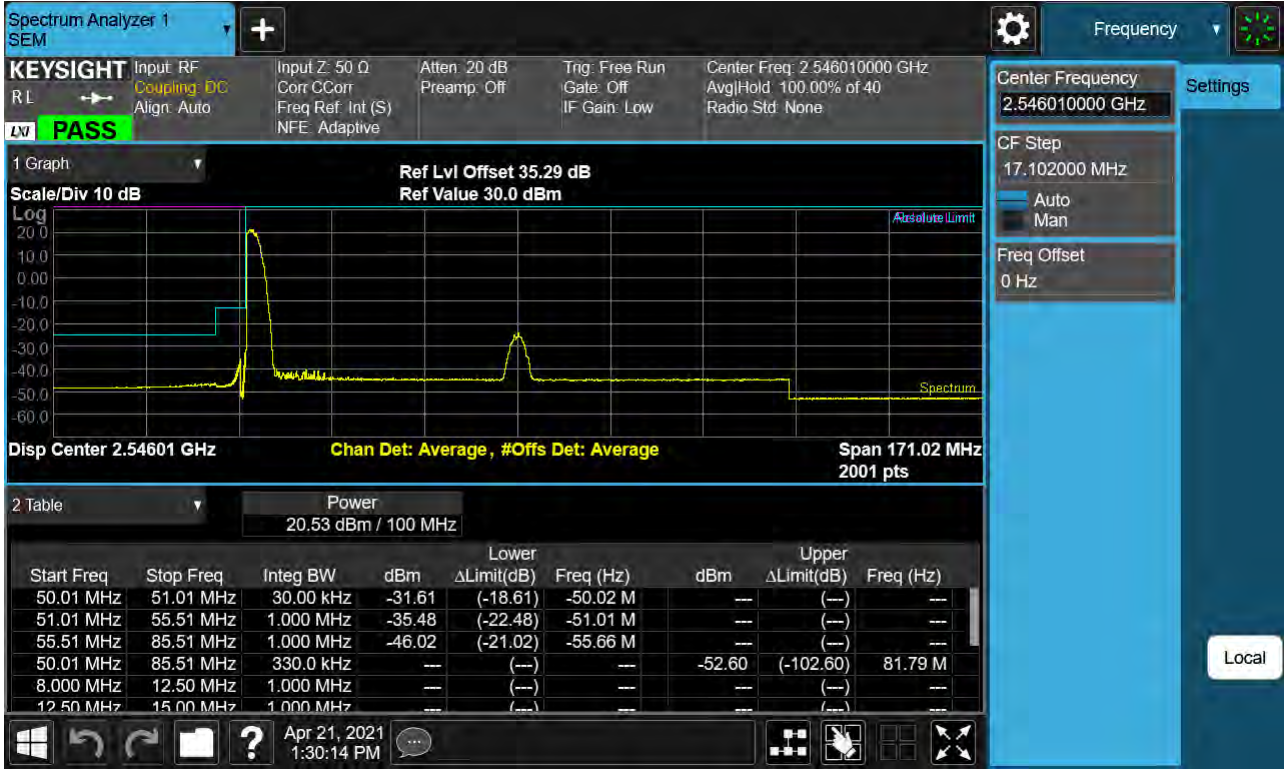 Spectrum Analyzer 1
SEM
+
Frequency
KEYSIGHT
R L
LXI
PASS
Input: RF
Coupling: DC
Align: Auto
Input Z: 50 Ω
Corr CCorr
Freq Ref: Int (S)
NFE: Adaptive
Atten: 20 dB
Preamp: Off
Trig: Free Run
Gate: Off
IF Gain: Low
Center Freq: 2.546010000 GHz
Avg|Hold: 100.00% of 40
Radio Std: None
Center Frequency
2.546010000 GHz
Settings
CF Step
17.102000 MHz
Auto
Man
Freq Offset
0 Hz
Local
1 Graph
Scale/Div 10 dB
Ref Lvl Offset 35.29 dB
Ref Value 30.0 dBm
Log
Absolute Limit
20.0
10.0
0.00
-10.0
-20.0
-30.0
-40.0
-50.0
-60.0
Spectrum
Disp Center 2.54601 GHz
Chan Det: Average, #Offs Det: Average
Span 171.02 MHz
2001 pts
2 Table
Power
20.53 dBm / 100 MHz
Lower Upper
Start Freq Stop Freq Integ BW dBm ΔLimit(dB) Freq (Hz) dBm ΔLimit(dB) Freq (Hz)
50.01 MHz 51.01 MHz 30.00 kHz -31.61 (-18.61) -50.02 M --- (---) ---
51.01 MHz 55.51 MHz 1.000 MHz -35.48 (-22.48) -51.01 M --- (---) ---
55.51 MHz 85.51 MHz 1.000 MHz -46.02 (-21.02) -55.66 M --- (---) ---
50.01 MHz 85.51 MHz 330.0 kHz --- (---) --- -52.60 (-102.60) 81.79 M
8.000 MHz 12.50 MHz 1.000 MHz --- (---) --- --- (---) ---
12.50 MHz 15.00 MHz 1.000 MHz --- (---) --- --- (---) ---
?
Apr 21, 2021
1:30:14 PM